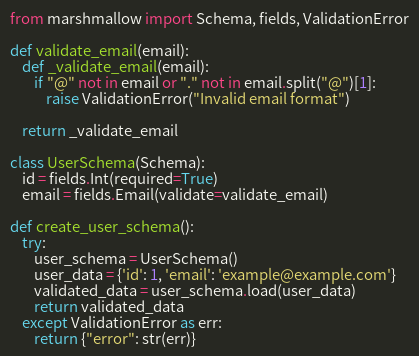 from marshmallow import Schema, fields, ValidationError

def validate_email(email):
    def _validate_email(email):
        if "@" not in email or "." not in email.split("@")[1]:
            raise ValidationError("Invalid email format")

    return _validate_email

class UserSchema(Schema):
    id = fields.Int(required=True)
    email = fields.Email(validate=validate_email)

def create_user_schema():
    try:
        user_schema = UserSchema()
        user_data = {'id': 1, 'email': 'example@example.com'}
        validated_data = user_schema.load(user_data)
        return validated_data
    except ValidationError as err:
        return {"error": str(err)}